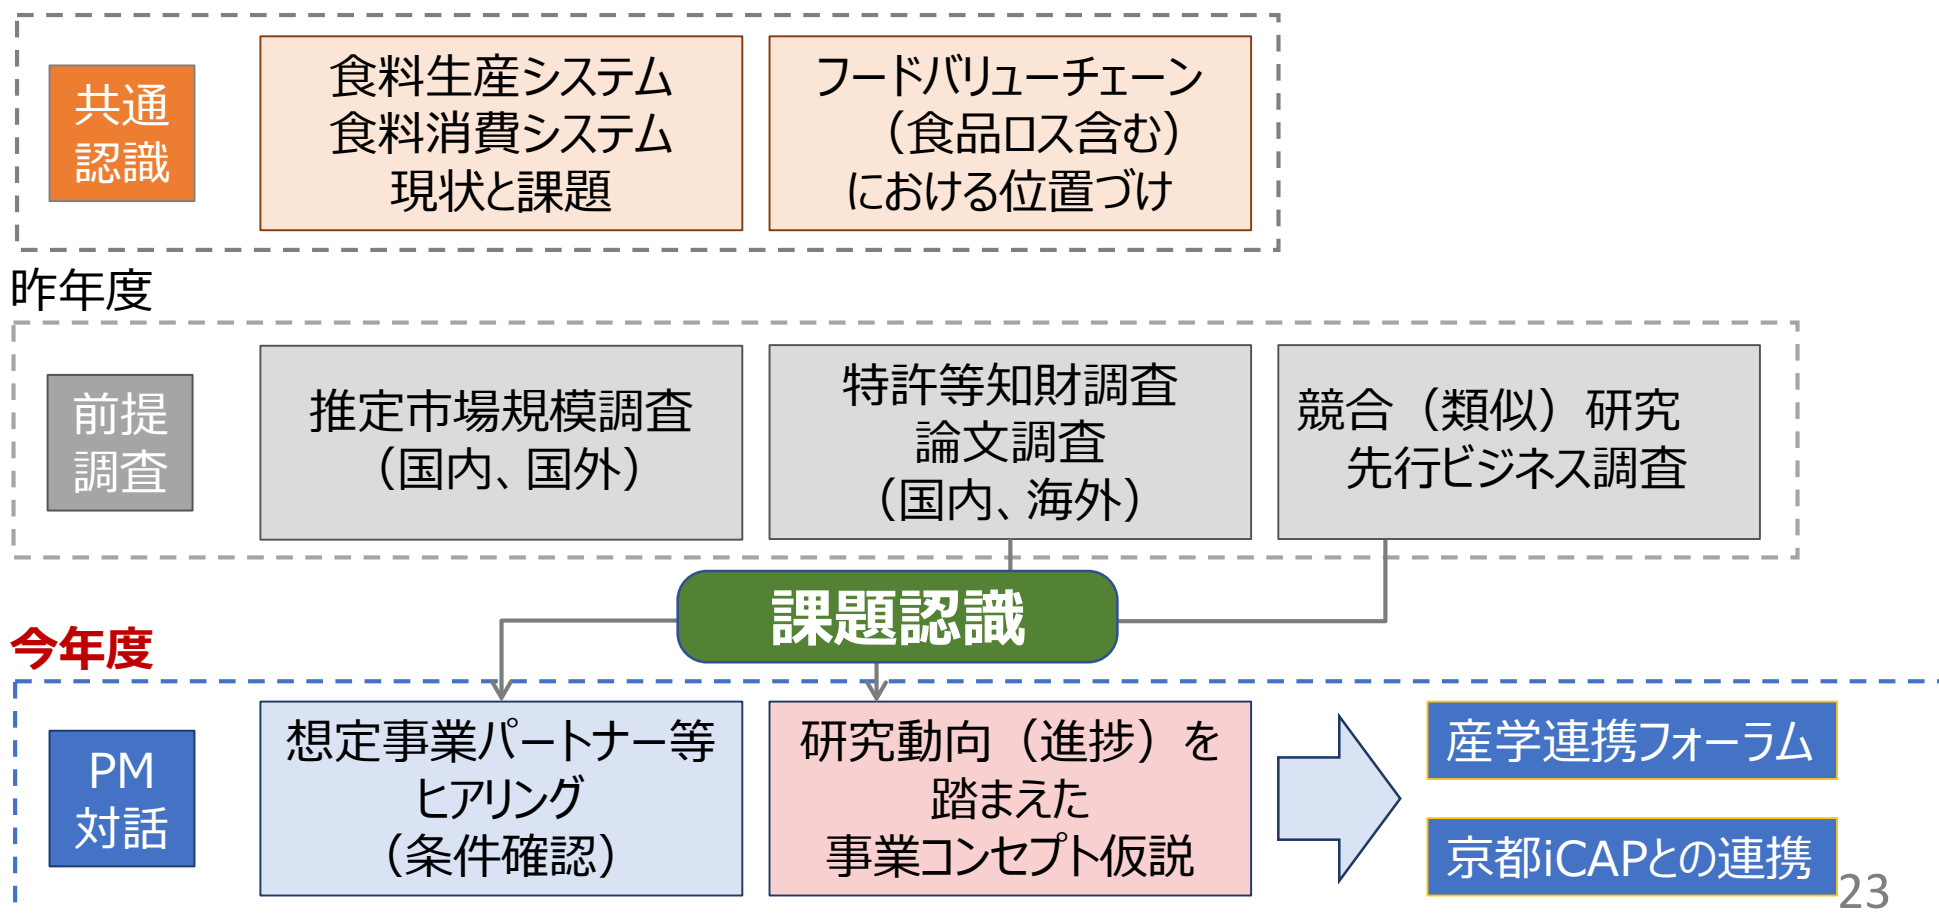 共通
認識
食料生産システム
食料消費システム
現状と課題
フードバリューチェーン
（食品ロス含む）
における位置づけ
昨年度
前提
調査
推定市場規模調査
（国内、国外）
特許等知財調査
論文調査
（国内、海外）
競合（類似）研究
先行ビジネス調査
課題認識
今年度
PM
対話
想定事業パートナー等
ヒアリング
（条件確認）
研究動向（進捗）を
踏まえた
事業コンセプト仮説
産学連携フォーラム
京都iCAPとの連携
23